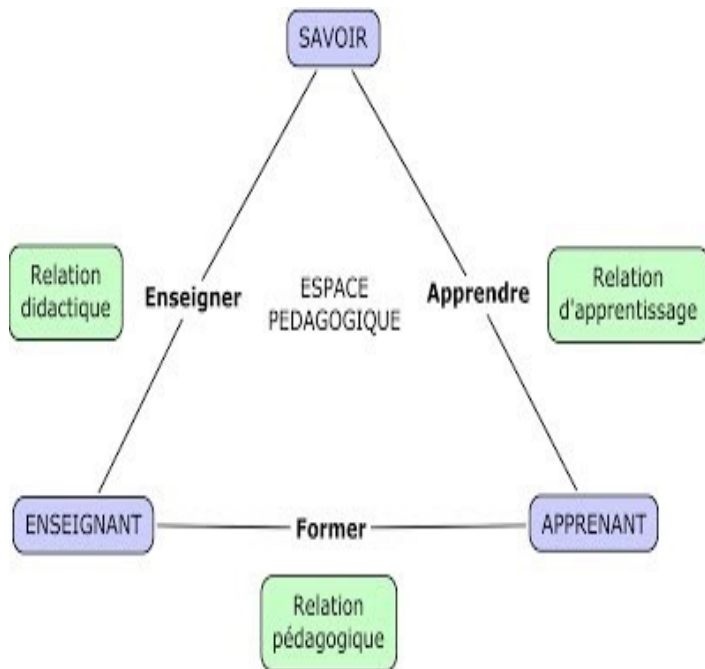 SAVOIR
Relation
didactique
Enseigner
ESPACE
PEDAGOGIQUE
Apprendre
Relation
d'apprentissage
ENSEIGNANT
Former
APPRENANT
Relation
pédagogique